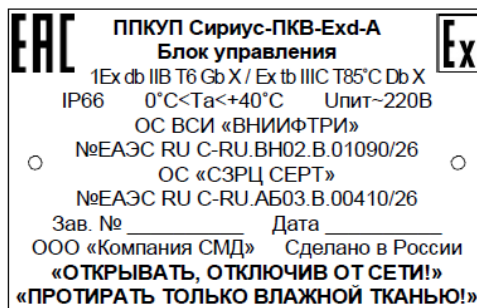 ППКУП Сириус-ПКВ-Exd-A
Блок управления
1Ex db IIB T6 Gb X / Ex tb IIIC T85°C Db X
IP66 0°C<Ta<+40°C Uпит~220В
ОС ВСИ «ВНИИФТРИ»
№ЕАЭС RU C-RU.ВН02.В.01090/26
ОС «СЗРЦ СЕРТ»
№ЕАЭС RU C-RU.АБ03.В.00410/26
Зав. № __________ Дата __________
ООО «Компания СМД» Сделано в России
«ОТКРЫВАТЬ, ОТКЛЮЧИВ ОТ СЕТИ!»
«ПРОТИРАТЬ ТОЛЬКО ВЛАЖНОЙ ТКАНЬЮ!»
EAC
Ex